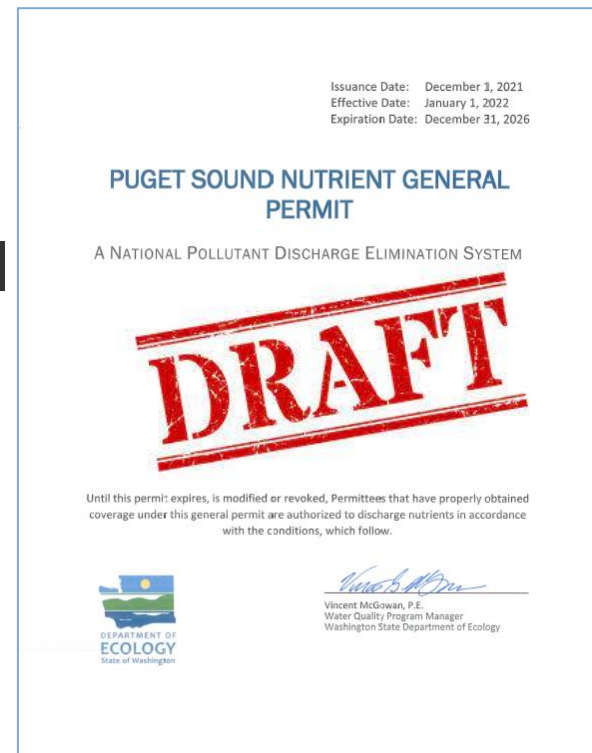 Issuance Date: December 1, 2021
Effective Date: January 1, 2022
Expiration Date: December 31, 2026
PUGET SOUND NUTRIENT GENERAL
PERMIT
A NATIONAL POLLUTANT DISCHARGE ELIMINATION SYSTEM
DRAFT
Until this permit expires, is modified or revoked, Permittees that have properly obtained
coverage under this general permit are authorized to discharge nutrients in accordance
with the conditions, which follow.
Vincent McGowan, P.E.
Water Quality Program Manager
Washington State Department of Ecology
DEPARTMENT OF
ECOLOGY
State of Washington